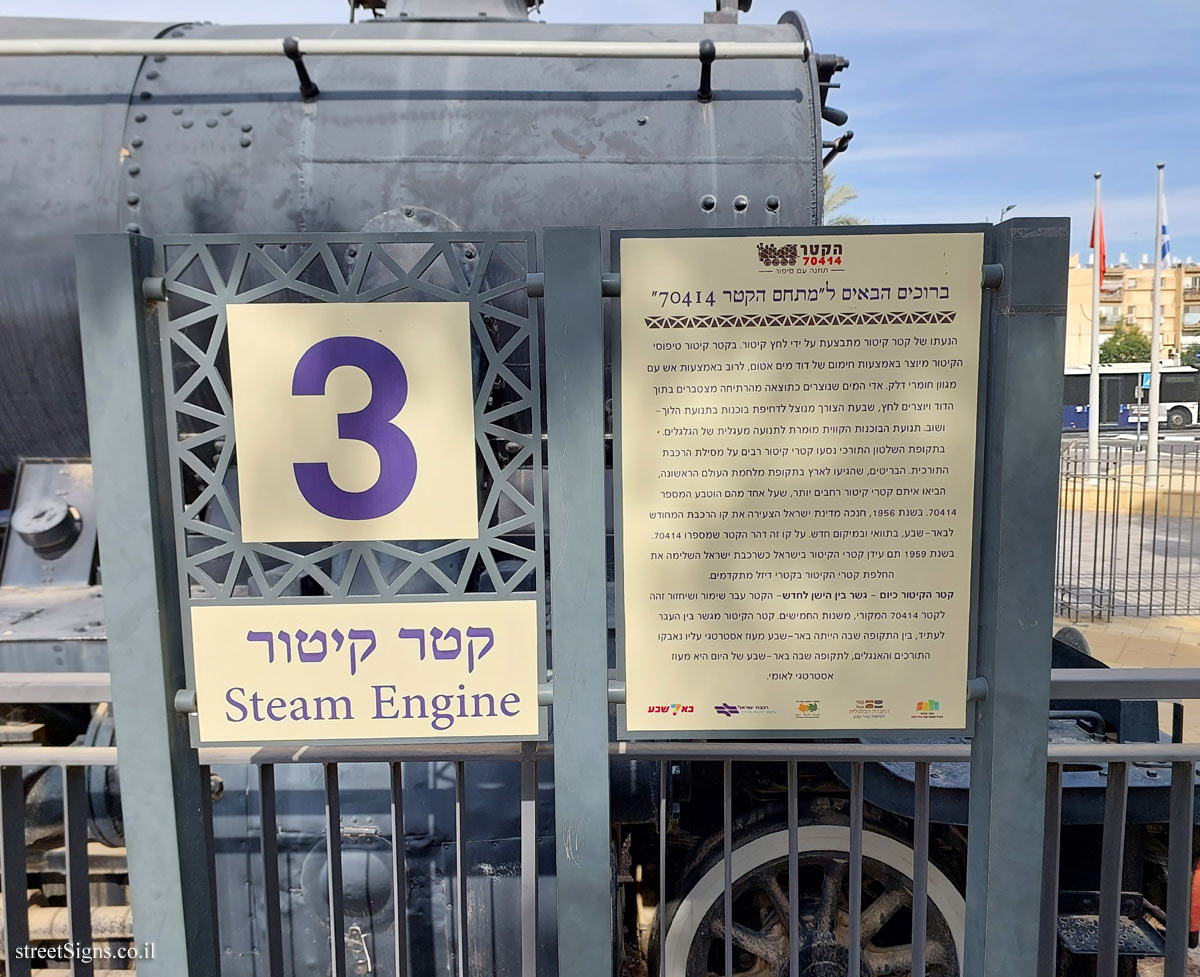 3
קטר קיטור
Steam Engine
הקטר
70414
תחנה עם סיפור
ברוכים הבאים ל"מתחם הקטר 70414"
הנעתו של קטר קיטור מתבצעת על ידי לחץ קיטור. בקטר קיטור טיפוסי
הקיטור מיוצר באמצעות חימום של דוד מים אטום, לרוב באמצעות אש עם
מגוון חומרי דלק. אדי המים שנוצרים כתוצאה מהרתיחה מצטברים בתוך
הדוד ויוצרים לחץ, שבעת הצורך מנוצל לדחיפת בוכנות בתנועת הלוך-
ושוב. תנועת הבוכנות הקווית מומרת לתנועה מעגלית של הגלגלים.
בתקופת השלטון התורכי נסעו קטרי קיטור רבים על מסילת הרכבת
התורכית. הבריטים, שהגיעו לארץ בתקופת מלחמת העולם הראשונה,
הביאו איתם קטרי קיטור רחבים יותר, שעל אחד מהם הוטבע המספר
70414. בשנת 1956, חנכה מדינת ישראל הצעירה את קו הרכבת המחודש
לבאר-שבע, בתוואי ובמיקום חדש. על קו זה דהר הקטר שמספרו 70414.
בשנת 1959 תם עידן קטרי הקיטור בישראל כשרכבת ישראל השלימה את
החלפת קטרי הקיטור בקטרי דיזל מתקדמים.
קטר הקיטור כיום - גשר בין הישן לחדש- הקטר עבר שימור ושיחזור זהה
לקטר 70414 המקורי, משנות החמישים. קטר הקיטור מגשר בין העבר
לעתיד, בין התקופה שבה הייתה באר-שבע מעוז אסטרטגי עליו נאבקו
התורכים והאנגלים, לתקופה שבה באר-שבע של היום היא מעוז
אסטרטגי לאומי.
באר שבע
רכבת ישראל
החברה הכלכלית
streetSigns.co.il